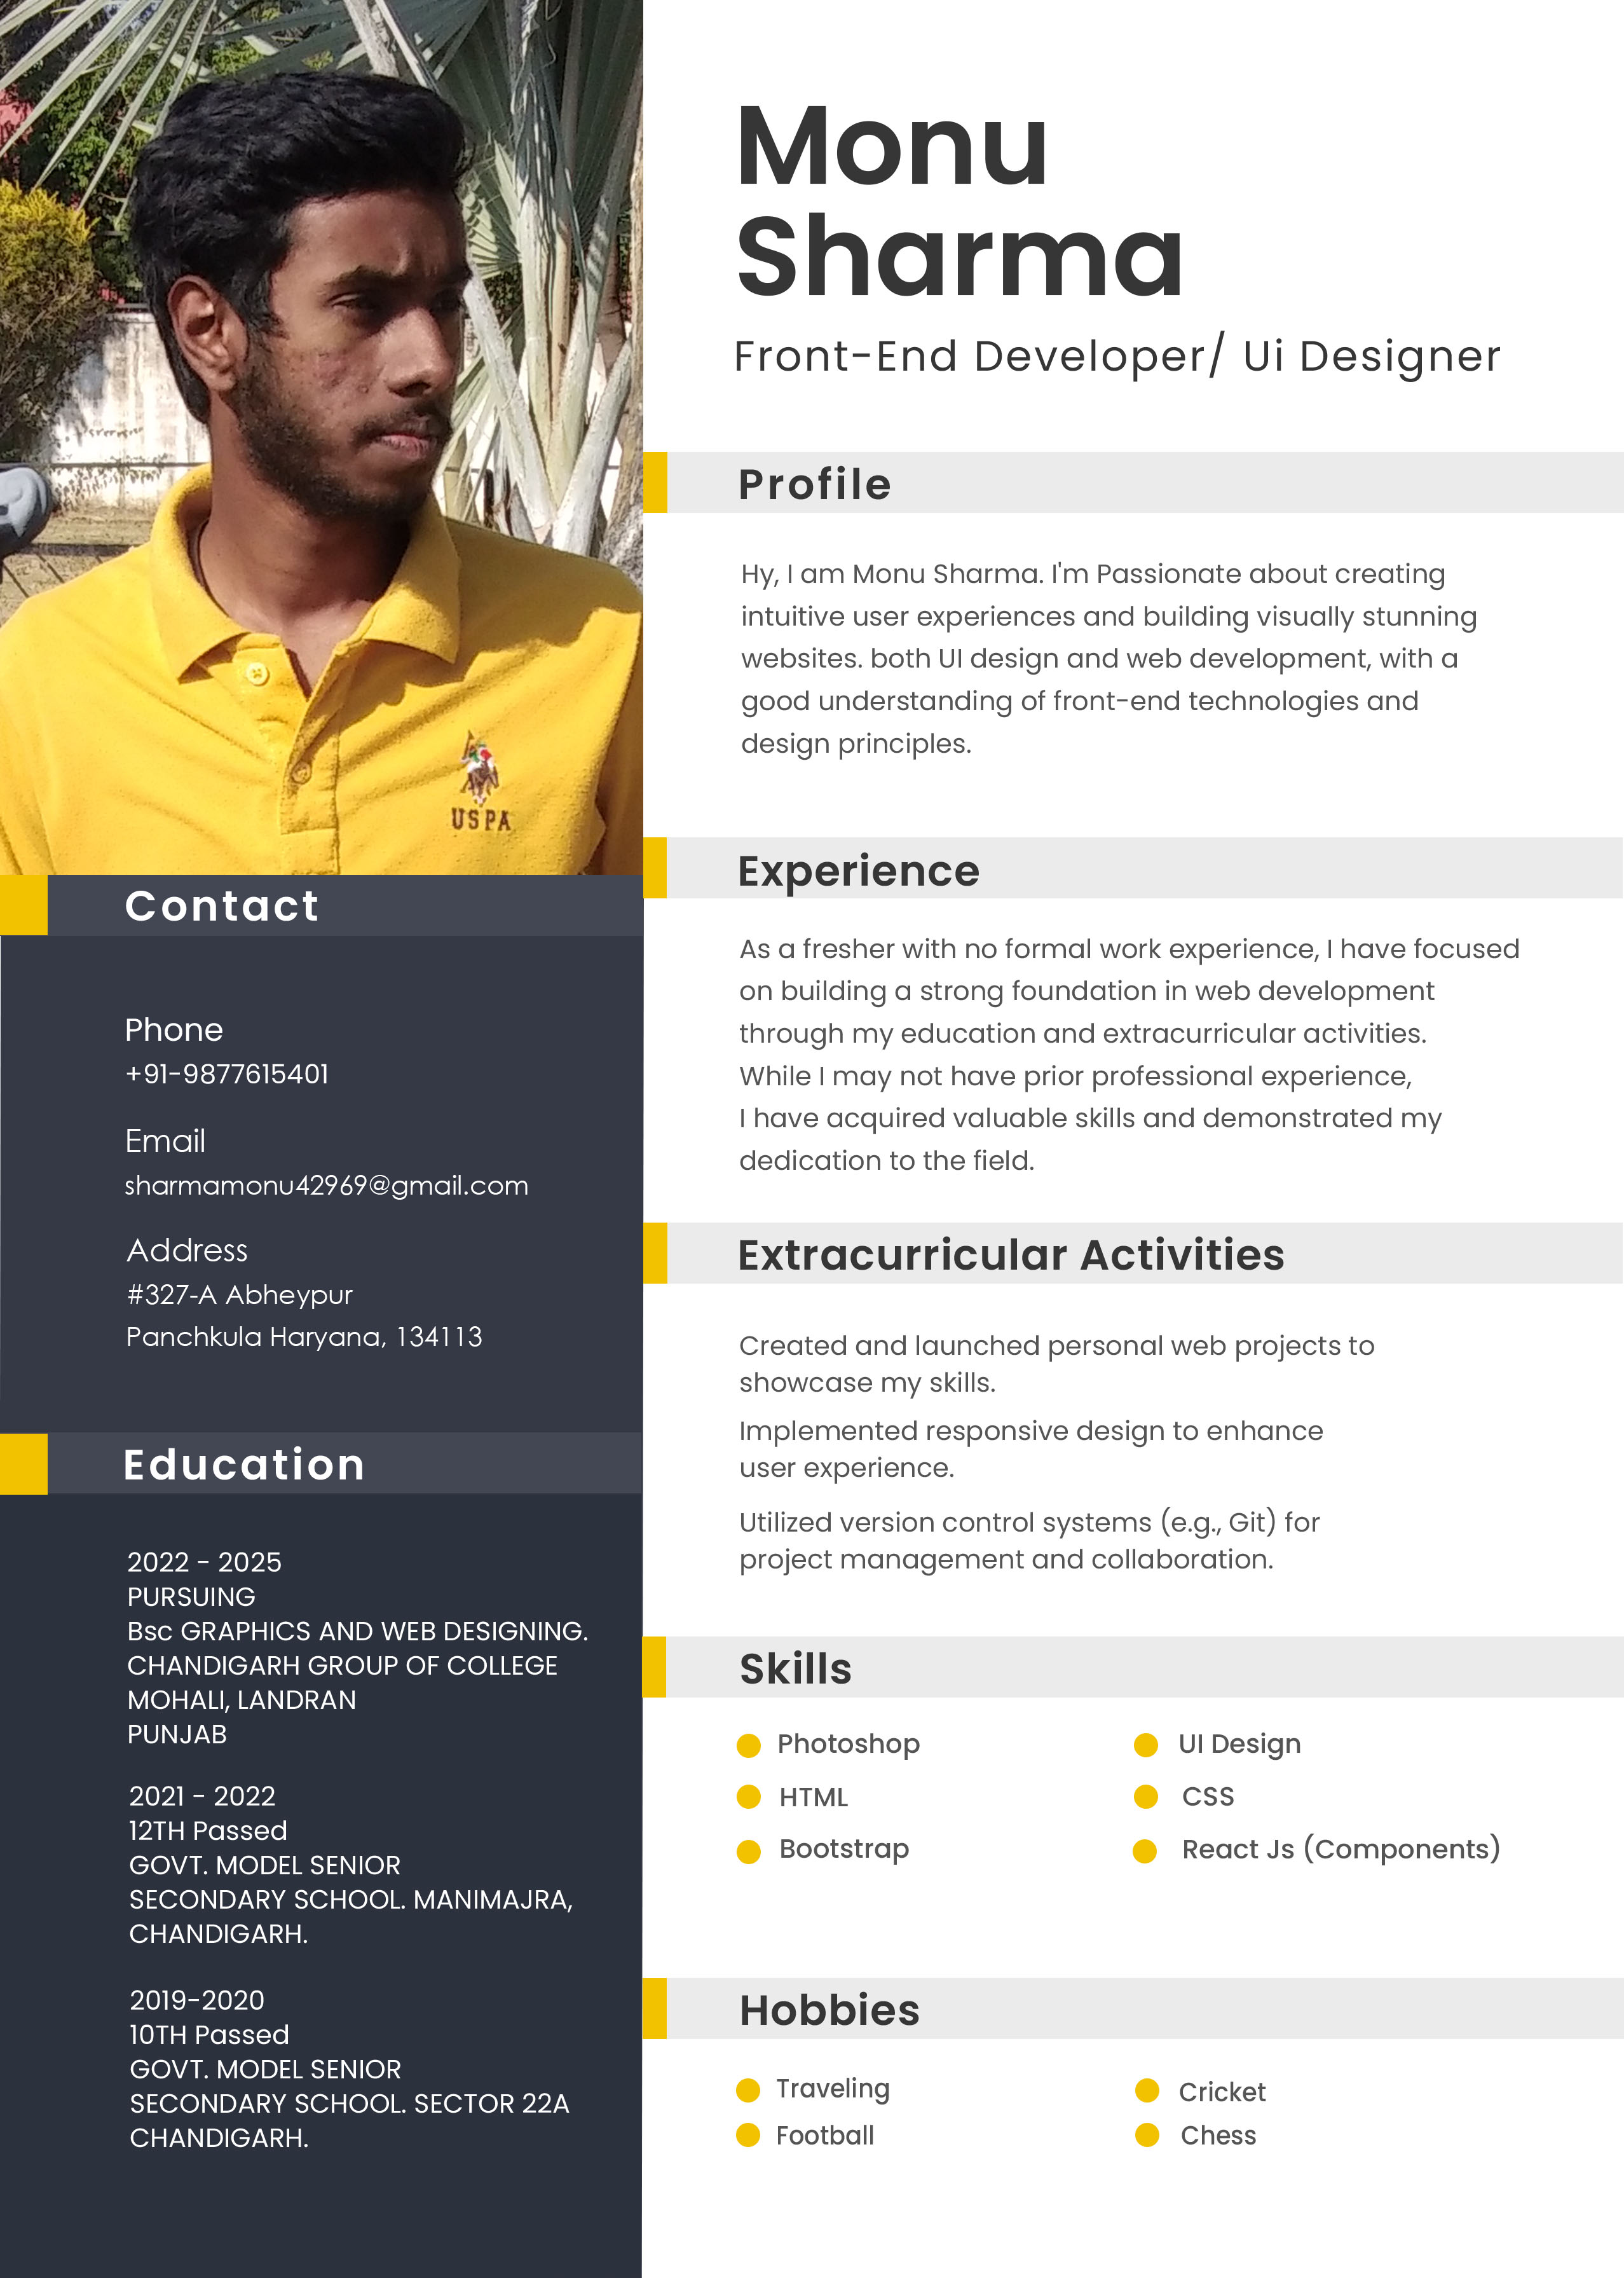 Monu
Sharma
Front-End Developer/ Ui Designer
Profile
Hy, I am Monu Sharma. I'm Passionate about creating
intuitive user experiences and building visually stunning
websites. both UI design and web development, with a
good understanding of front-end technologies and
design principles.
Experience
As a fresher with no formal work experience, I have focused
on building a strong foundation in web development
through my education and extracurricular activities.
While I may not have prior professional experience,
I have acquired valuable skills and demonstrated my
dedication to the field.
Extracurricular Activities
Created and launched personal web projects to
showcase my skills.
Implemented responsive design to enhance
user experience.
Utilized version control systems (e.g., Git) for
project management and collaboration.
Skills
Photoshop
UI Design
HTML
CSS
Bootstrap
React Js (Components)
Hobbies
Traveling
Cricket
Football
Chess
USPA
Contact
Phone
+91-9877615401
Email
sharmamonu42969@gmail.com
Address
#327-A Abheypur
Panchkula Haryana, 134113
Education
2022 - 2025
PURSUING
Bsc GRAPHICS AND WEB DESIGNING.
CHANDIGARH GROUP OF COLLEGE
MOHALI, LANDRAN
PUNJAB
2021 - 2022
12TH Passed
GOVT. MODEL SENIOR
SECONDARY SCHOOL. MANIMAJRA,
CHANDIGARH.
2019-2020
10TH Passed
GOVT. MODEL SENIOR
SECONDARY SCHOOL. SECTOR 22A
CHANDIGARH.